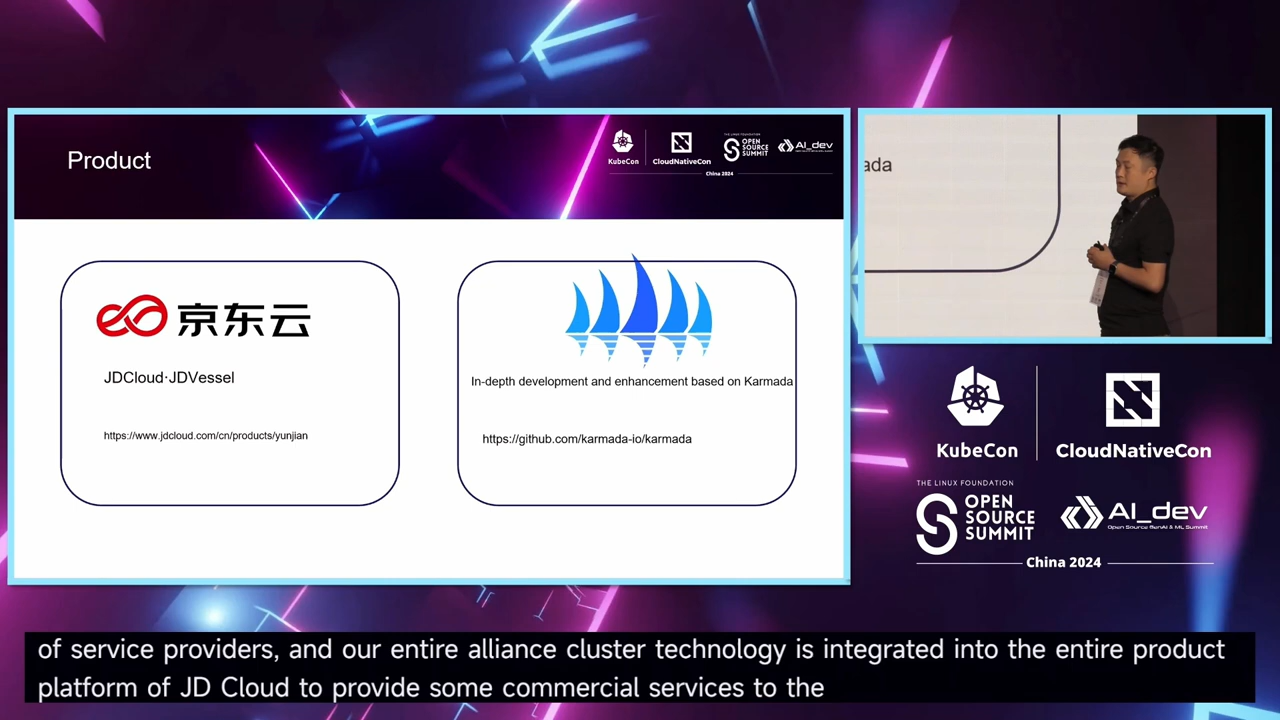 Product
KubeCon
CloudNativeCon
THE LINUX FOUNDATION
OPEN
SOURCE
SUMMIT
AI_dev
China 2024
京东云
JDCloud·JDVessel
https://www.jdcloud.com/cn/products/yunjian
In-depth development and enhancement based on Karmada
https://github.com/karmada-io/karmada
ada
KubeCon
CloudNativeCon
THE LINUX FOUNDATION
OPEN
SOURCE
SUMMIT
AI_dev
Open Source GenAI & ML Summit
China 2024
of service providers, and our entire alliance cluster technology is integrated into the entire product
platform of JD Cloud to provide some commercial services to the